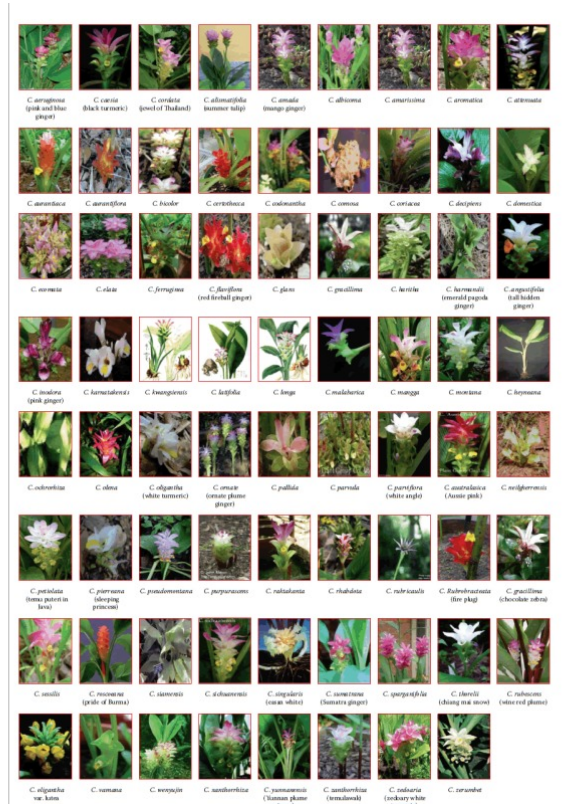 C. aeruginosa
(pink and blue
ginger)
C. caesia
(black turmeric)
C. cordata
(jewel of Thailand)
C. alismatifolia
(summer tulip)
C. amada
(mango ginger)
C. albicoma
C. amarissima
C. aromatica
C. attenuata
C. aurantiaca
C. aurantiflora
C. bicolor
C. ceriotheca
C. codonantha
C. comosa
C. coriacea
C. decipiens
C. domestica
C. ecomata
C. elata
C. ferruginea
C. flaviflora
(red fireball ginger)
C. glans
C. gracillima
C. haritha
C. harmandii
(emerald pagoda
ginger)
C. angustifolia
(tall hidden
ginger)
C. inodora
(pink ginger)
C. karnatakensis
C. kwangsiensis
C. latifolia
C. longa
C. malabarica
C. mangga
C. montana
C. heyneana
C. ochrorhiza
C. olena
C. oligantha
(white turmeric)
C. ornate
(ornate plume
ginger)
C. pallida
C. parvula
C. parviflora
(white angle)
C. australasica
(Aussie pink)
C. neilgherrensis
C. petiolata
(temu puteri in
Java)
C. pierreana
(sleeping
princess)
C. pseudomontana
C. purpurascens
C. raktakanta
C. rhabdota
C. rubricaulis
C. Rubrobracteata
(fire plug)
C. gracillima
(chocolate zebra)
C. sessilis
C. roscoeana
(pride of Burma)
C. siamensis
C. sichuanensis
C. singularis
(easan white)
C. sumatrana
(Sumatra ginger)
C. sparganifolia
C. thorelii
(chiang mai snow)
C. rubescens
(wine red plume)
C. oligantha
var. lutea
C. vamana
C. wenyujin
C. xanthorrhiza
C. yunnanensis
(Yunnan plume
C. zanthorrhiza
(temulawak)
C. zedoaria
(zedoary white
C. zerumbet